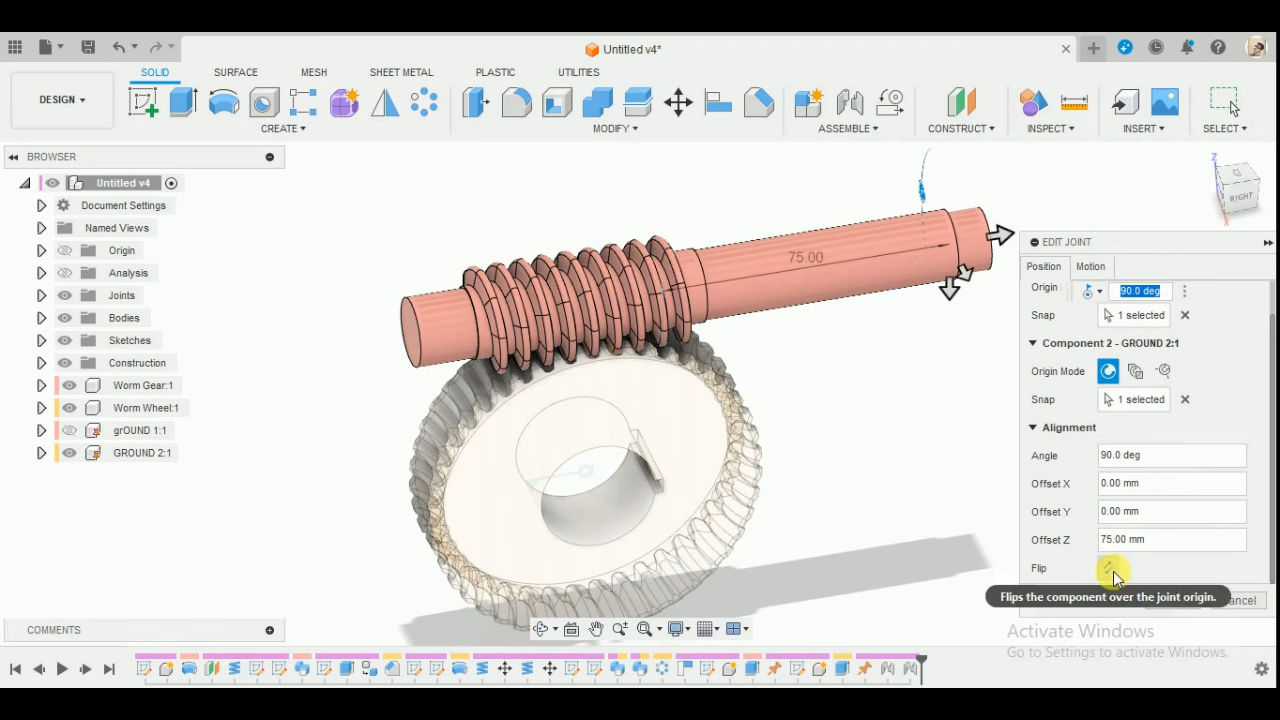 Untitled v4*
DESIGN
SOLID
SURFACE
MESH
SHEET METAL
PLASTIC
UTILITIES
CREATE
MODIFY
ASSEMBLE
CONSTRUCT
INSPECT
INSERT
SELECT
BROWSER
Untitled v4
Document Settings
Named Views
Origin
Analysis
Joints
Bodies
Sketches
Construction
Worm Gear:1
Worm Wheel:1
grOUND 1:1
GROUND 2:1
75.00
Z
RIGHT
EDIT JOINT
Position
Motion
Origin
90.0 deg
Snap
1 selected
Component 2 - GROUND 2:1
Origin Mode
Snap
1 selected
Alignment
Angle
90.0 deg
Offset X
0.00 mm
Offset Y
0.00 mm
Offset Z
75.00 mm
Flip
Flips the component over the joint origin.
ancel
Activate Windows
Go to Settings to activate Windows.
COMMENTS